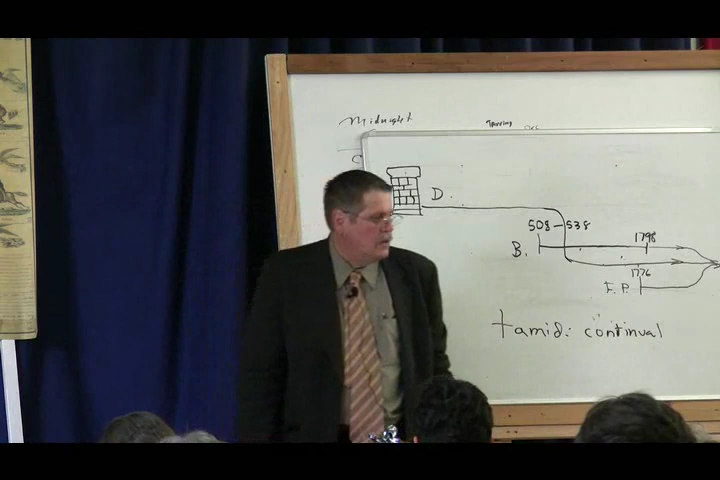 Midnight
C
D.
508 538
1798
B.
1776
F.P.
tamid: continual